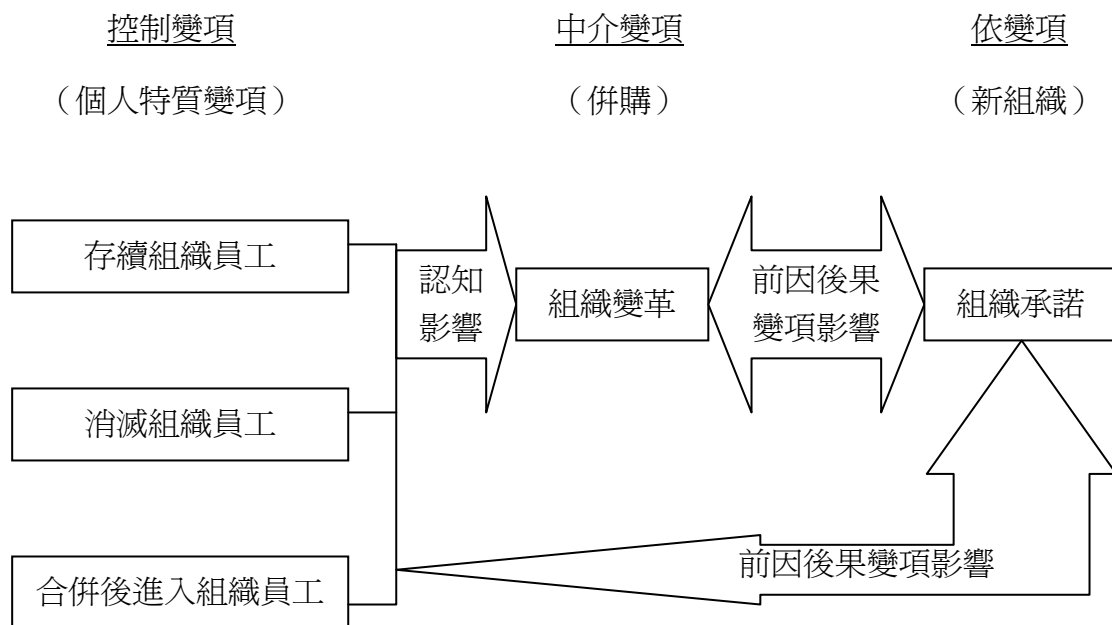 控制變項
中介變項
依變項
（個人特質變項）
（併購）
（新組織）
存續組織員工
認知
影響
組織變革
前因後果
變項影響
組織承諾
消滅組織員工
前因後果變項影響
合併後進入組織員工